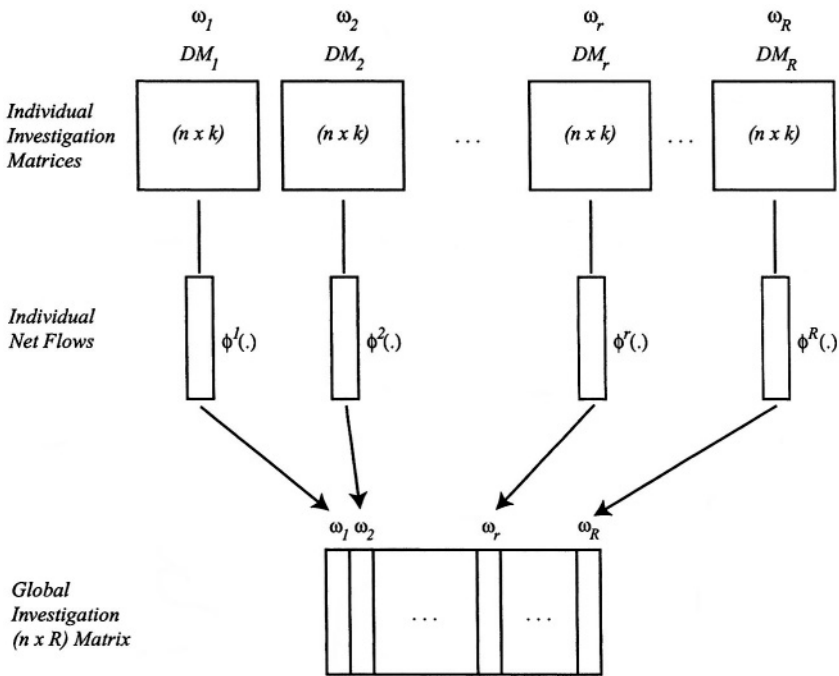 ω1 ω2 ωr ωR
DM1 DM2 DMr DMR
Individual
Investigation
Matrices
(n x k) (n x k) ... (n x k) ... (n x k)
Individual
Net Flows
ϕ1(.) ϕ2(.) ϕr(.) ϕR(.)
ω1 ω2 ωr ωR
Global
Investigation
(n x R) Matrix
... ...